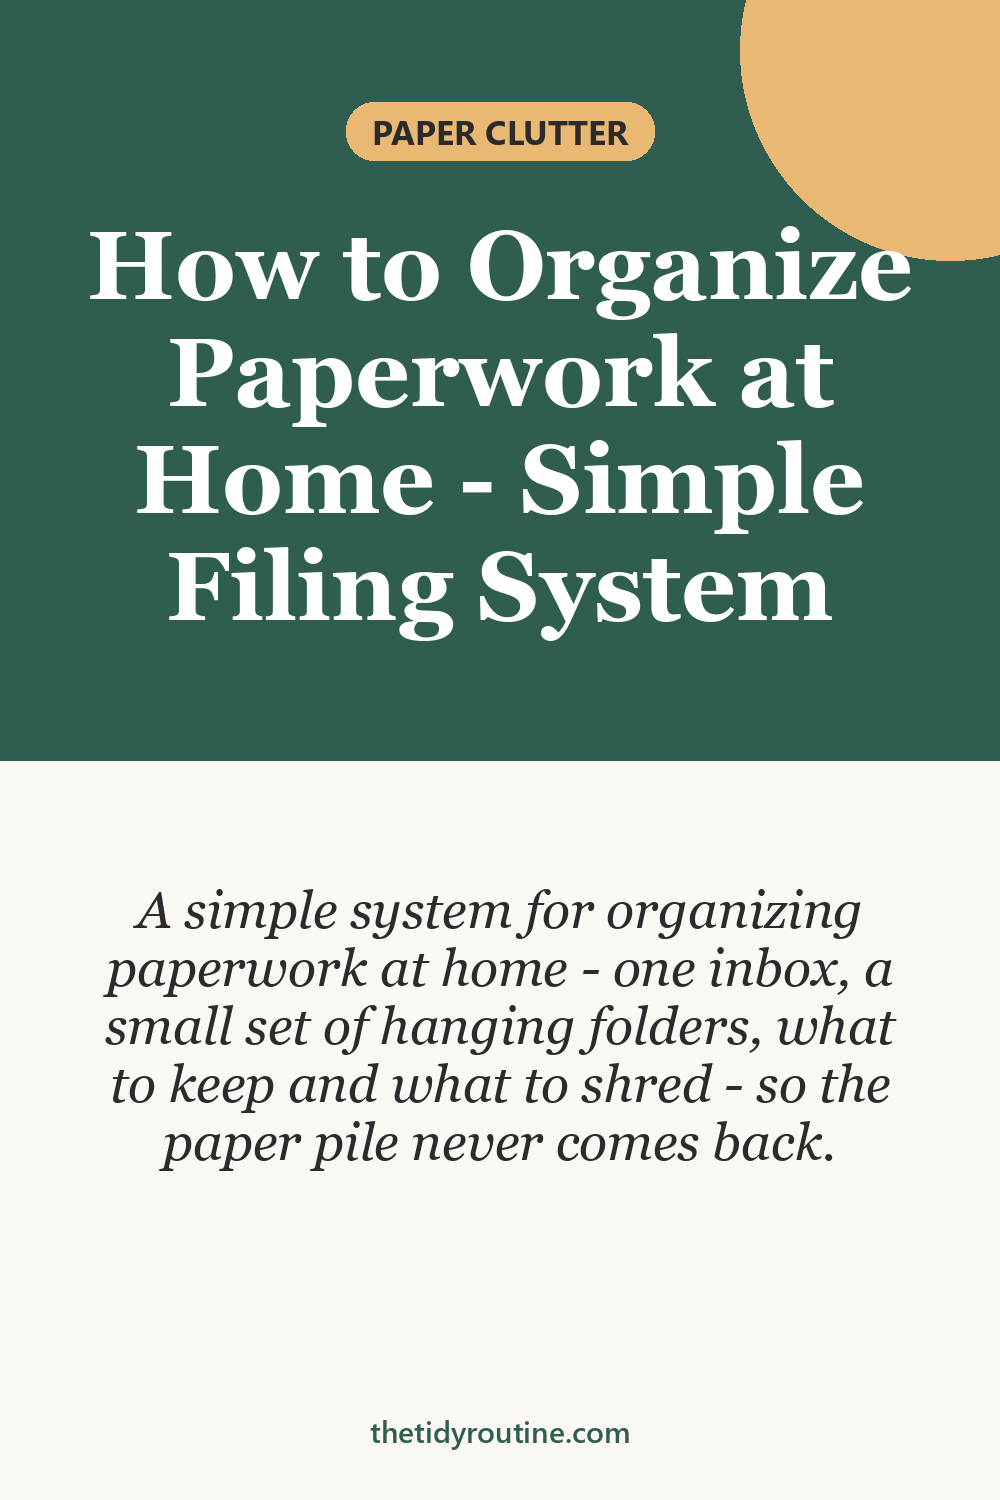 PAPER CLUTTER
How to Organize
Paperwork at
Home - Simple
Filing System
A simple system for organizing
paperwork at home - one inbox, a
small set of hanging folders, what
to keep and what to shred - so the
paper pile never comes back.
thetidyroutine.com